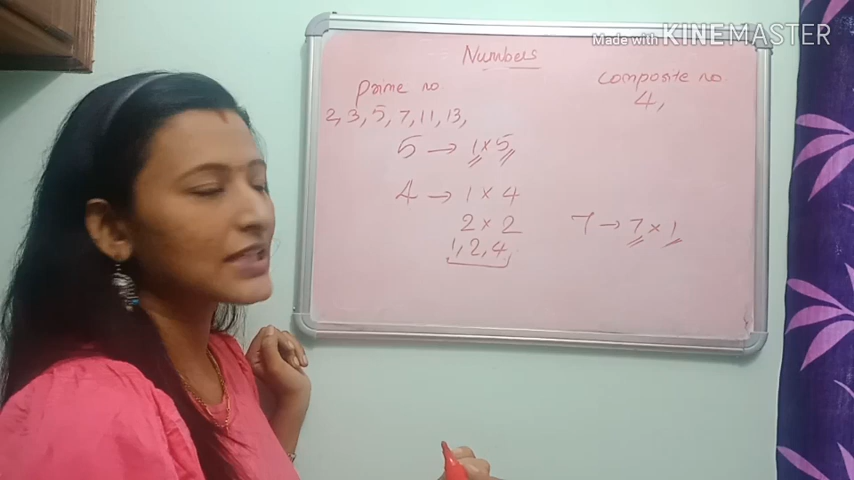 Made with KINEMASTER
Numbers
prime no
composite no
2, 3, 5, 7, 11, 13,
4,
5 → 1 × 5
4 → 1 × 4
2 × 2
7 → 7 × 1
1, 2, 4